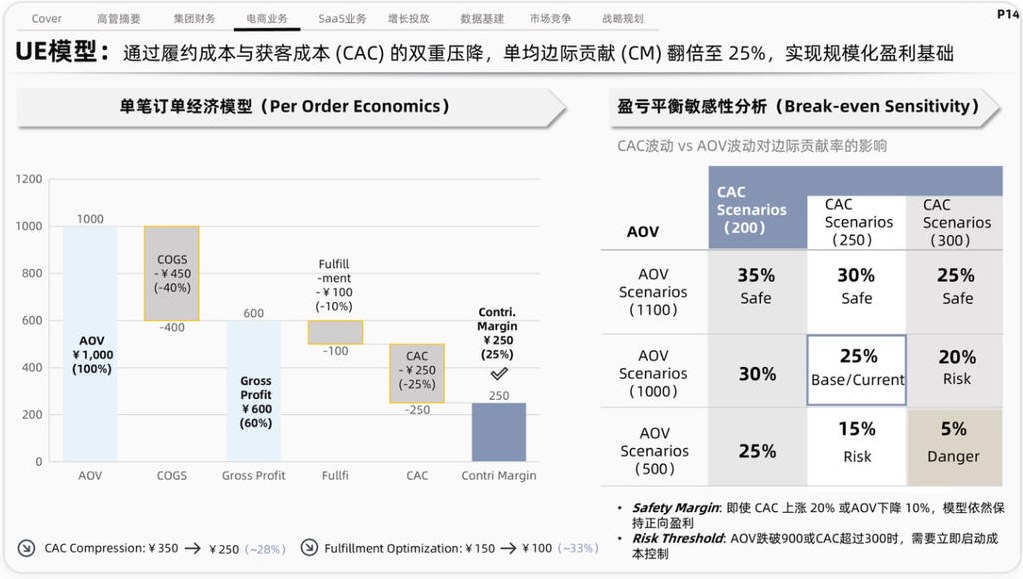 Cover 高管摘要 集团财务 电商业务 SaaS业务 增长投放 数据基建 市场竞争 战略规划
P14
UE模型：通过履约成本与获客成本 (CAC) 的双重压降，单均边际贡献 (CM) 翻倍至 25%，实现规模化盈利基础
单笔订单经济模型（Per Order Economics）
1200
1000
800
600
400
200
0
1000
AOV
¥1,000
(100%)
COGS
-¥450
(-40%)
-400
600
Gross
Profit
¥600
(60%)
Fulfill
-ment
-¥100
(-10%)
-100
CAC
-¥250
(-25%)
-250
Contri.
Margin
¥250
(25%)
250
AOV COGS Gross Profit Fullfi CAC Contri Margin
CAC Compression: ¥350 → ¥250 (~28%)
Fulfillment Optimization: ¥150 → ¥100 (~33%)
盈亏平衡敏感性分析（Break-even Sensitivity）
CAC波动 vs AOV波动对边际贡献率的影响
AOV
CAC
Scenarios
（200）
CAC
Scenarios
（250）
CAC
Scenarios
（300）
AOV
Scenarios
（1100）
35%
Safe
30%
Safe
25%
Safe
AOV
Scenarios
（1000）
30%
25%
Base/Current
20%
Risk
AOV
Scenarios
（500）
25%
15%
Risk
5%
Danger
• Safety Margin: 即使 CAC 上涨 20% 或AOV下降 10%，模型依然保
持正向盈利
• Risk Threshold: AOV跌破900或CAC超过300时，需要立即启动成
本控制